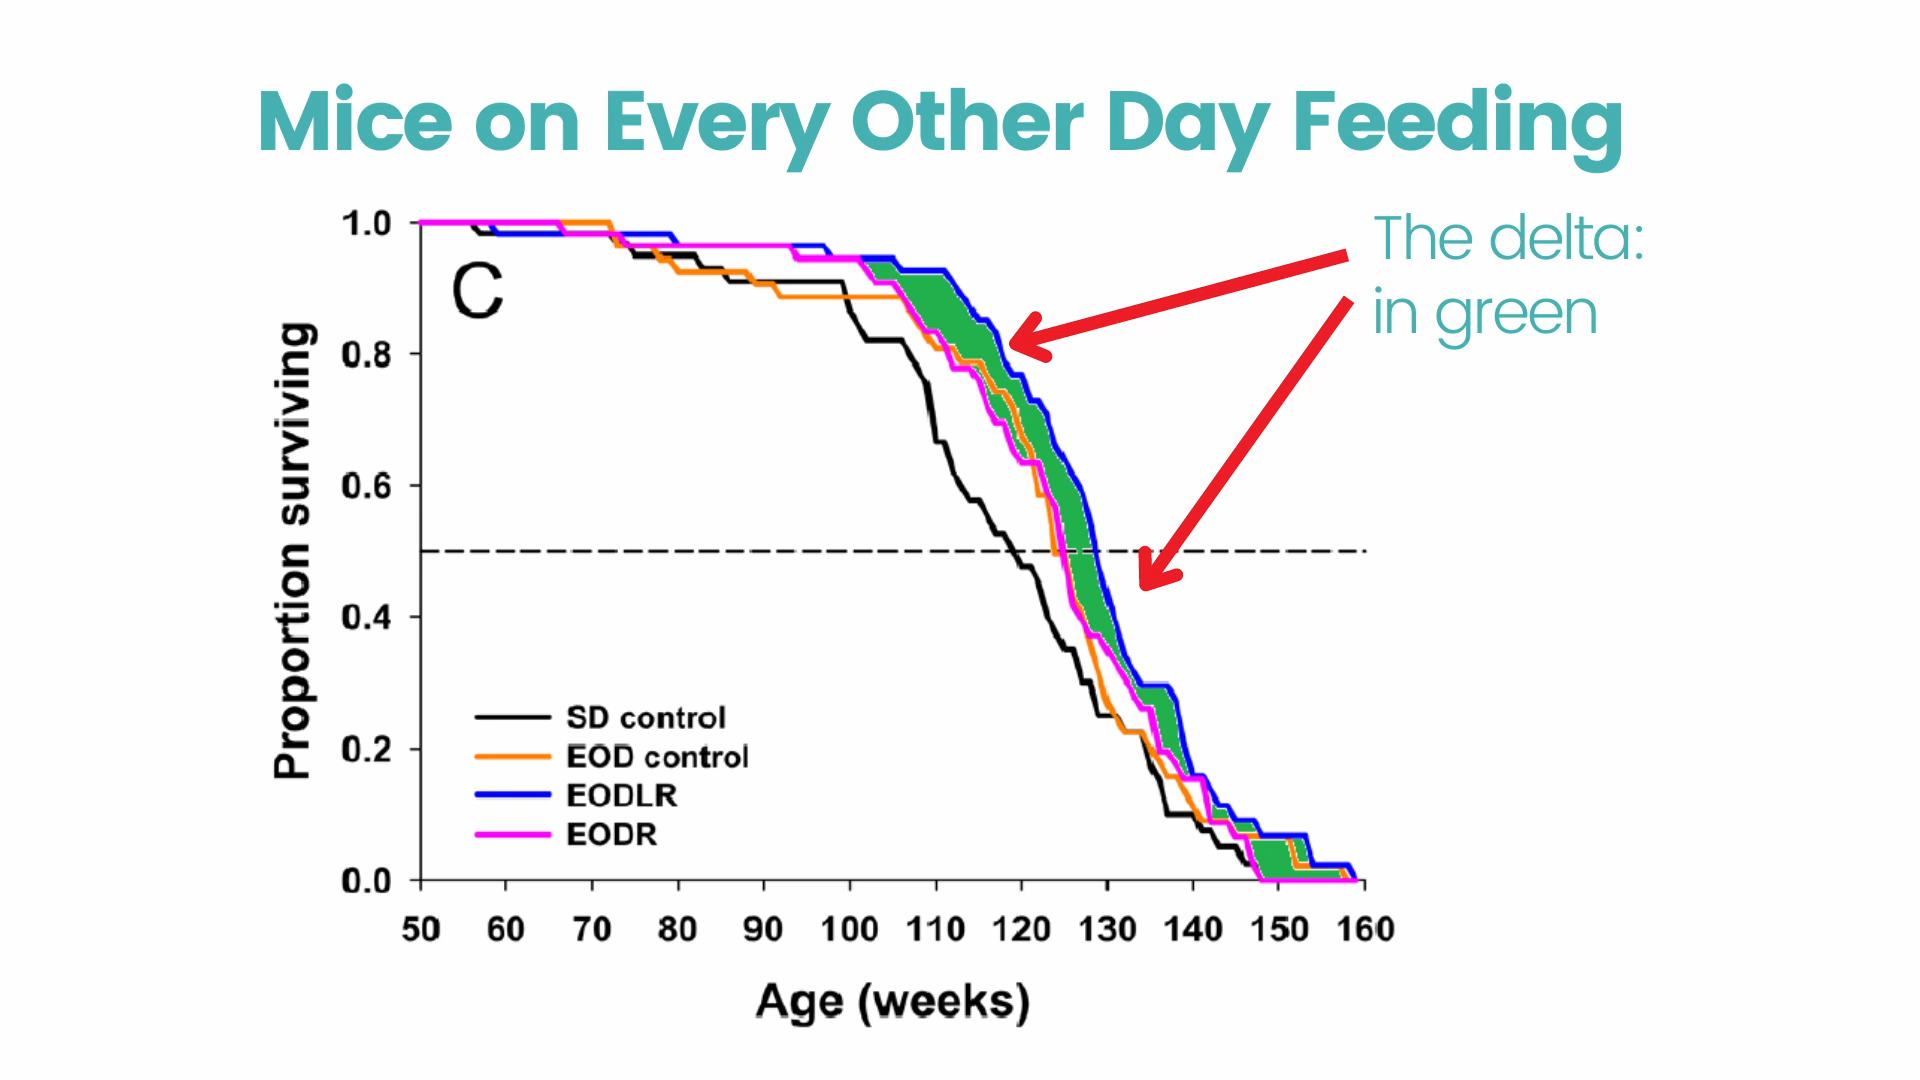 Mice on Every Other Day Feeding
The delta:
in green
C
Proportion surviving
1.0
0.8
0.6
0.4
0.2
0.0
SD control
EOD control
EODLR
EODR
50 60 70 80 90 100 110 120 130 140 150 160
Age (weeks)